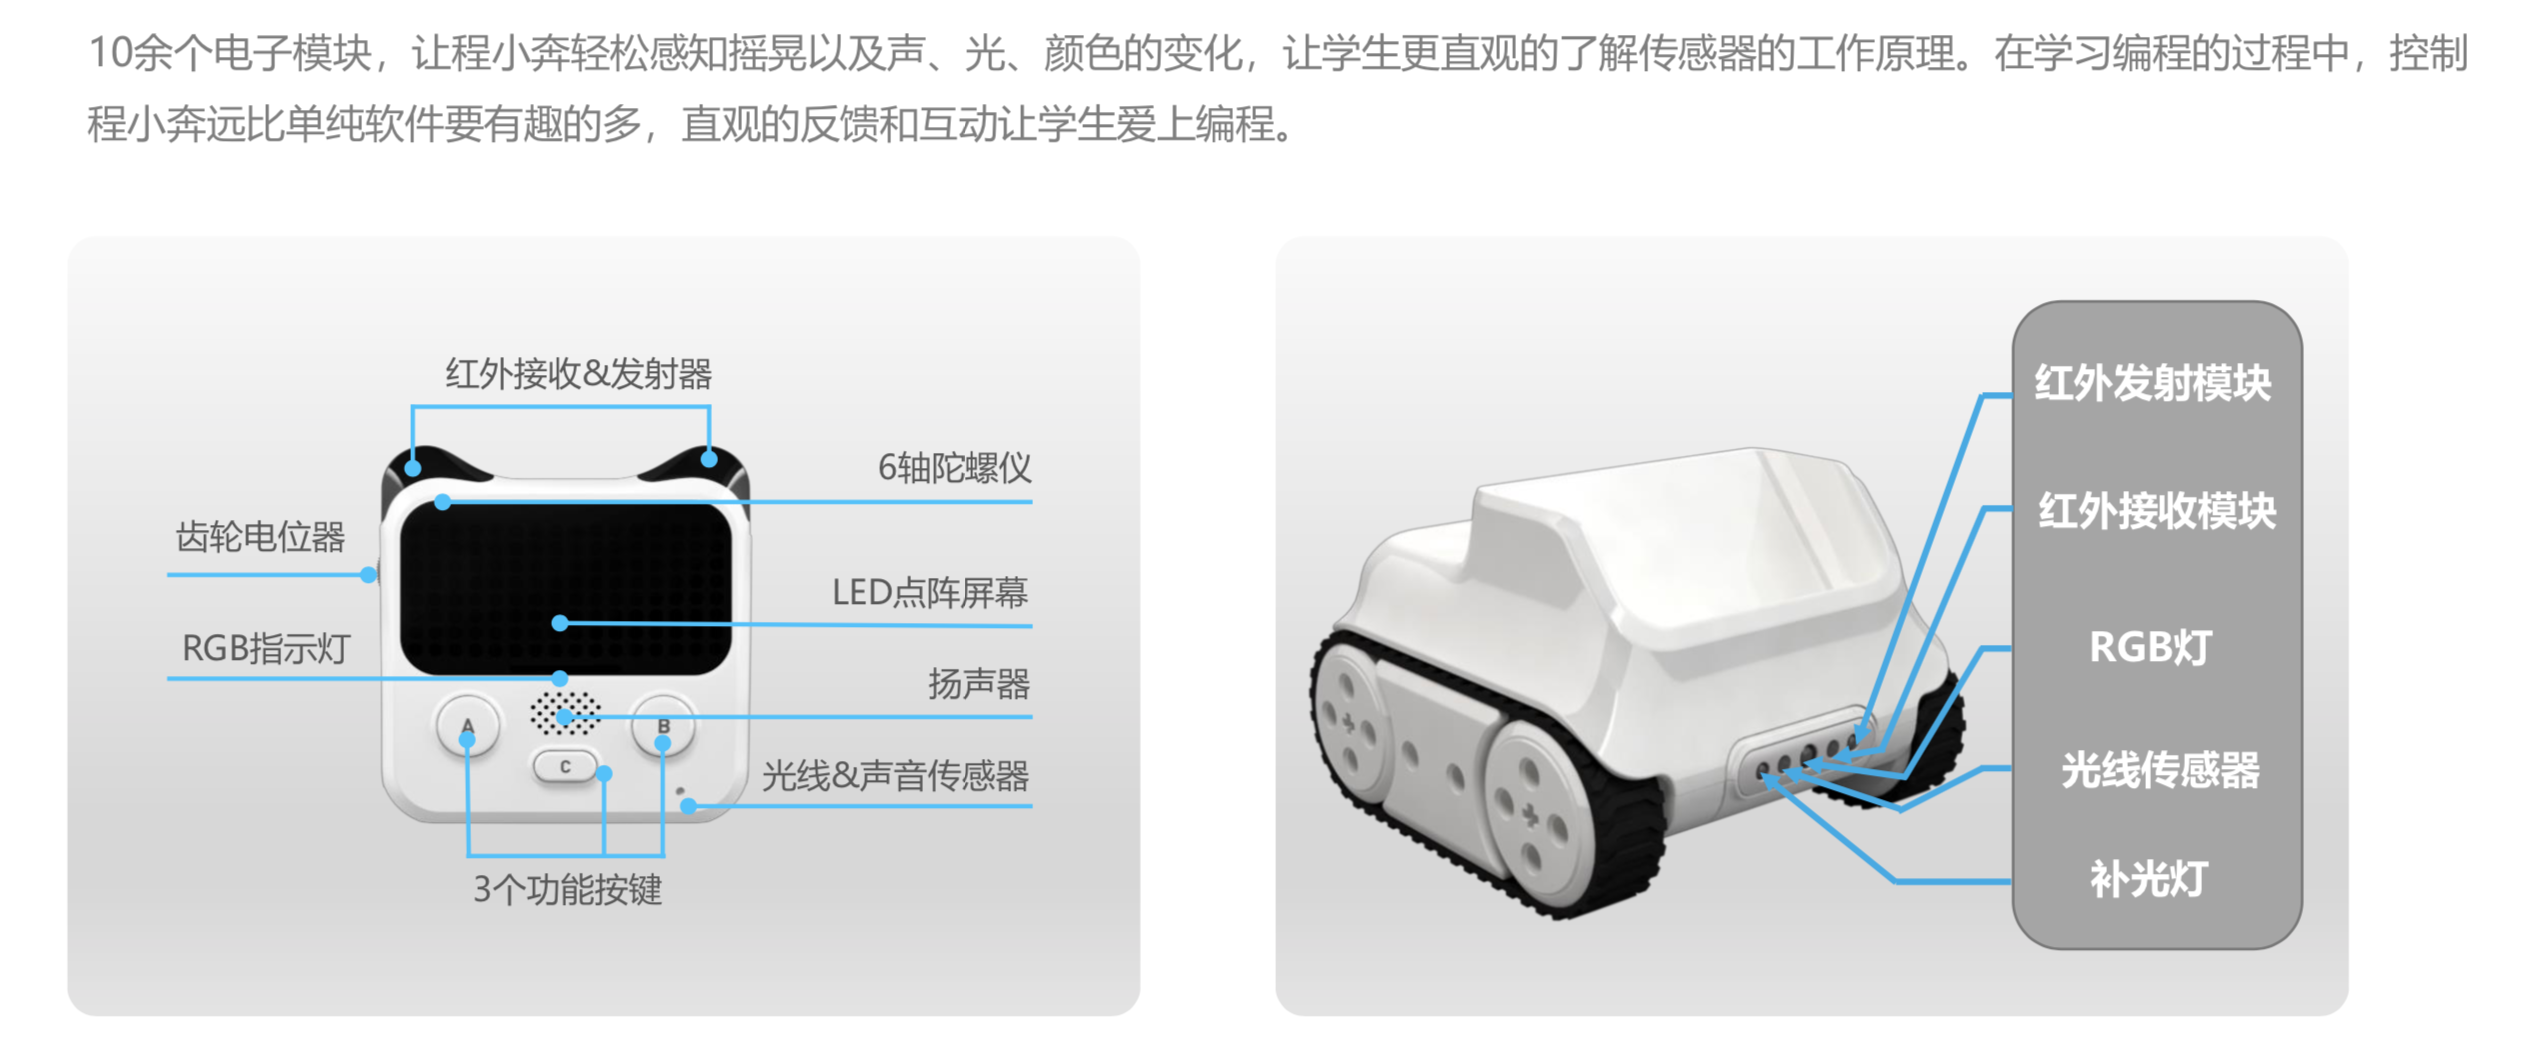 10余个电子模块，让程小奔轻松感知摇晃以及声、光、颜色的变化，让学生更直观的了解传感器的工作原理。在学习编程的过程中，控制
程小奔远比单纯软件要有趣的多，直观的反馈和互动让学生爱上编程。
红外接收&发射器
6轴陀螺仪
齿轮电位器
LED点阵屏幕
RGB指示灯
扬声器
A
B
C
光线&声音传感器
3个功能按键
红外发射模块
红外接收模块
RGB灯
光线传感器
补光灯